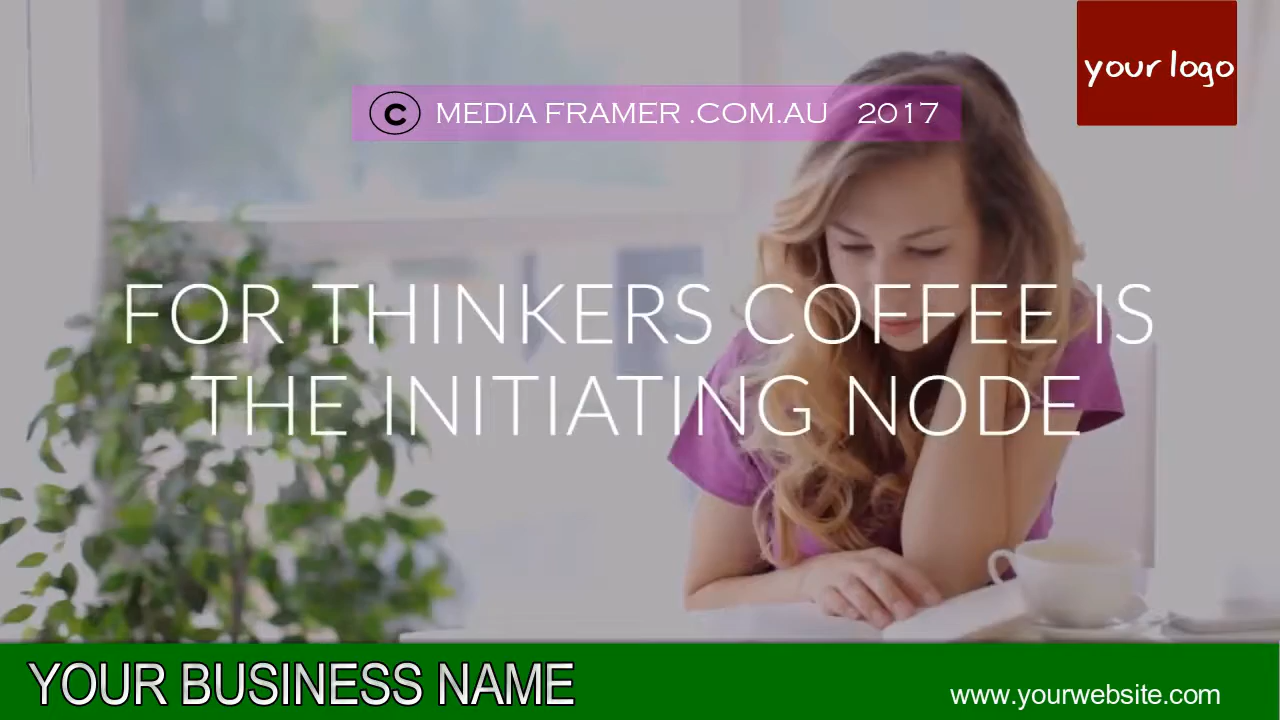 your logo
© MEDIA FRAMER .COM.AU 2017
FOR THINKERS COFFEE IS
THE INITIATING NODE
YOUR BUSINESS NAME
www.yourwebsite.com